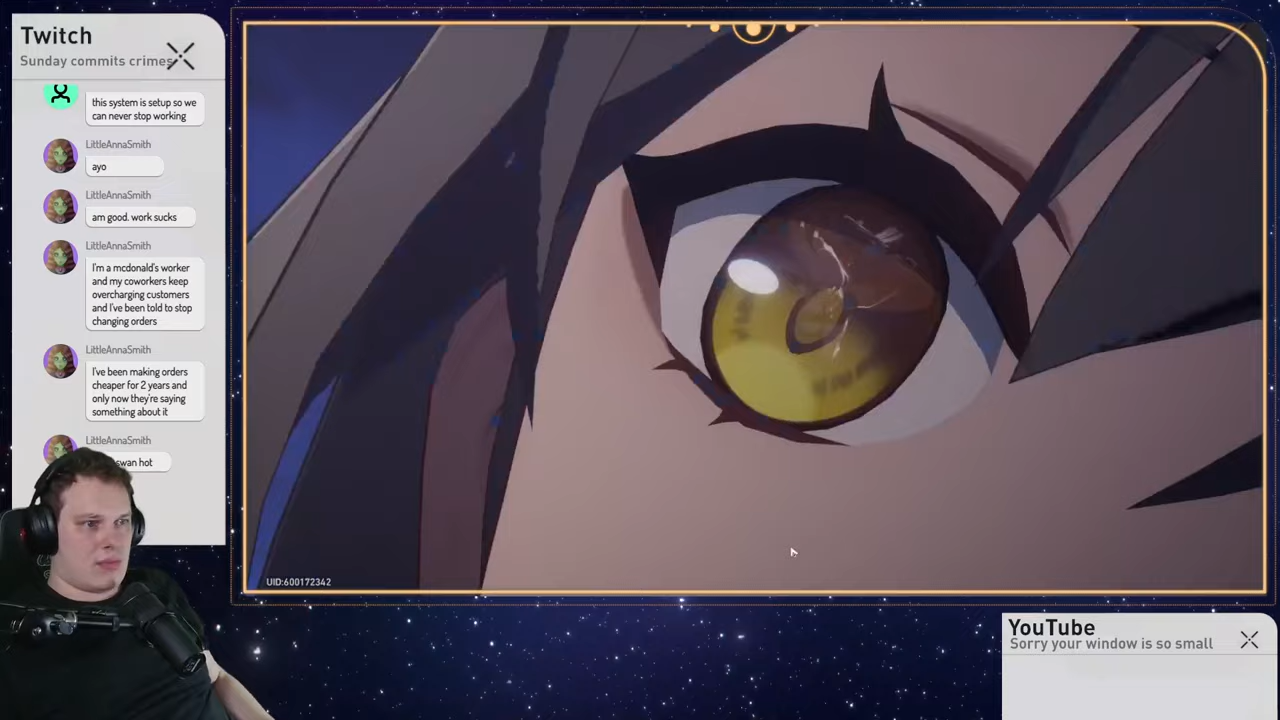 Twitch
Sunday commits crimes
this system is setup so we
can never stop working
LittleAnnaSmith
ayo
LittleAnnaSmith
am good. work sucks
LittleAnnaSmith
I'm a mcdonald's worker
and my coworkers keep
overcharging customers
and I've been told to stop
changing orders
LittleAnnaSmith
I've been making orders
cheaper for 2 years and
only now they're saying
something about it
LittleAnnaSmith
swan hot
UID:600172342
YouTube
Sorry your window is so small